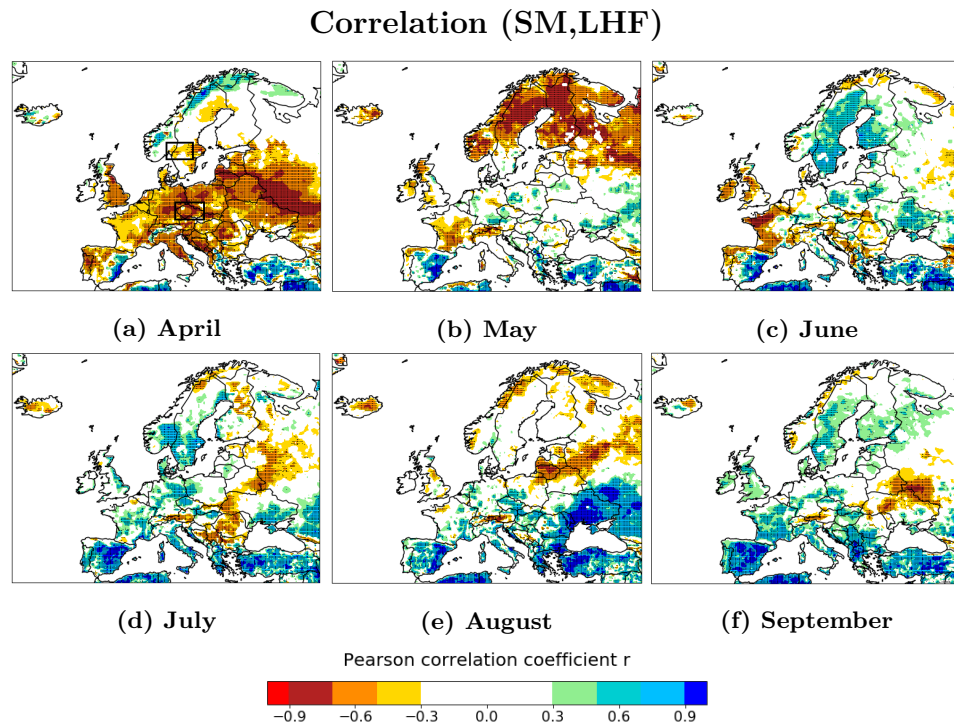 Correlation (SM,LHF)
(a) April
(b) May
(c) June
(d) July
(e) August
(f) September
Pearson correlation coefficient r
−0.9 −0.6 −0.3 0.0 0.3 0.6 0.9